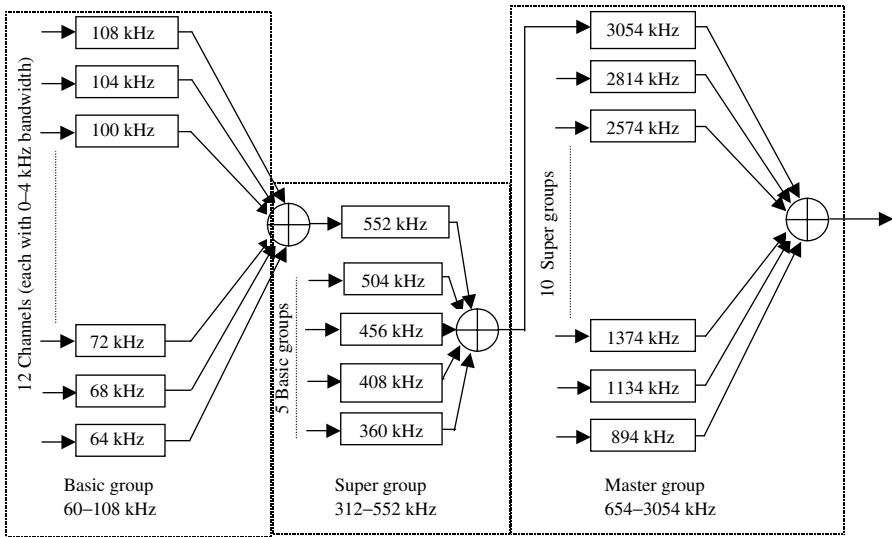 12 Channels (each with 0–4 kHz bandwidth)
108 kHz
104 kHz
100 kHz
72 kHz
68 kHz
64 kHz
Basic group
60–108 kHz
5 Basic groups
552 kHz
504 kHz
456 kHz
408 kHz
360 kHz
Super group
312–552 kHz
10 Super groups
3054 kHz
2814 kHz
2574 kHz
1374 kHz
1134 kHz
894 kHz
Master group
654–3054 kHz